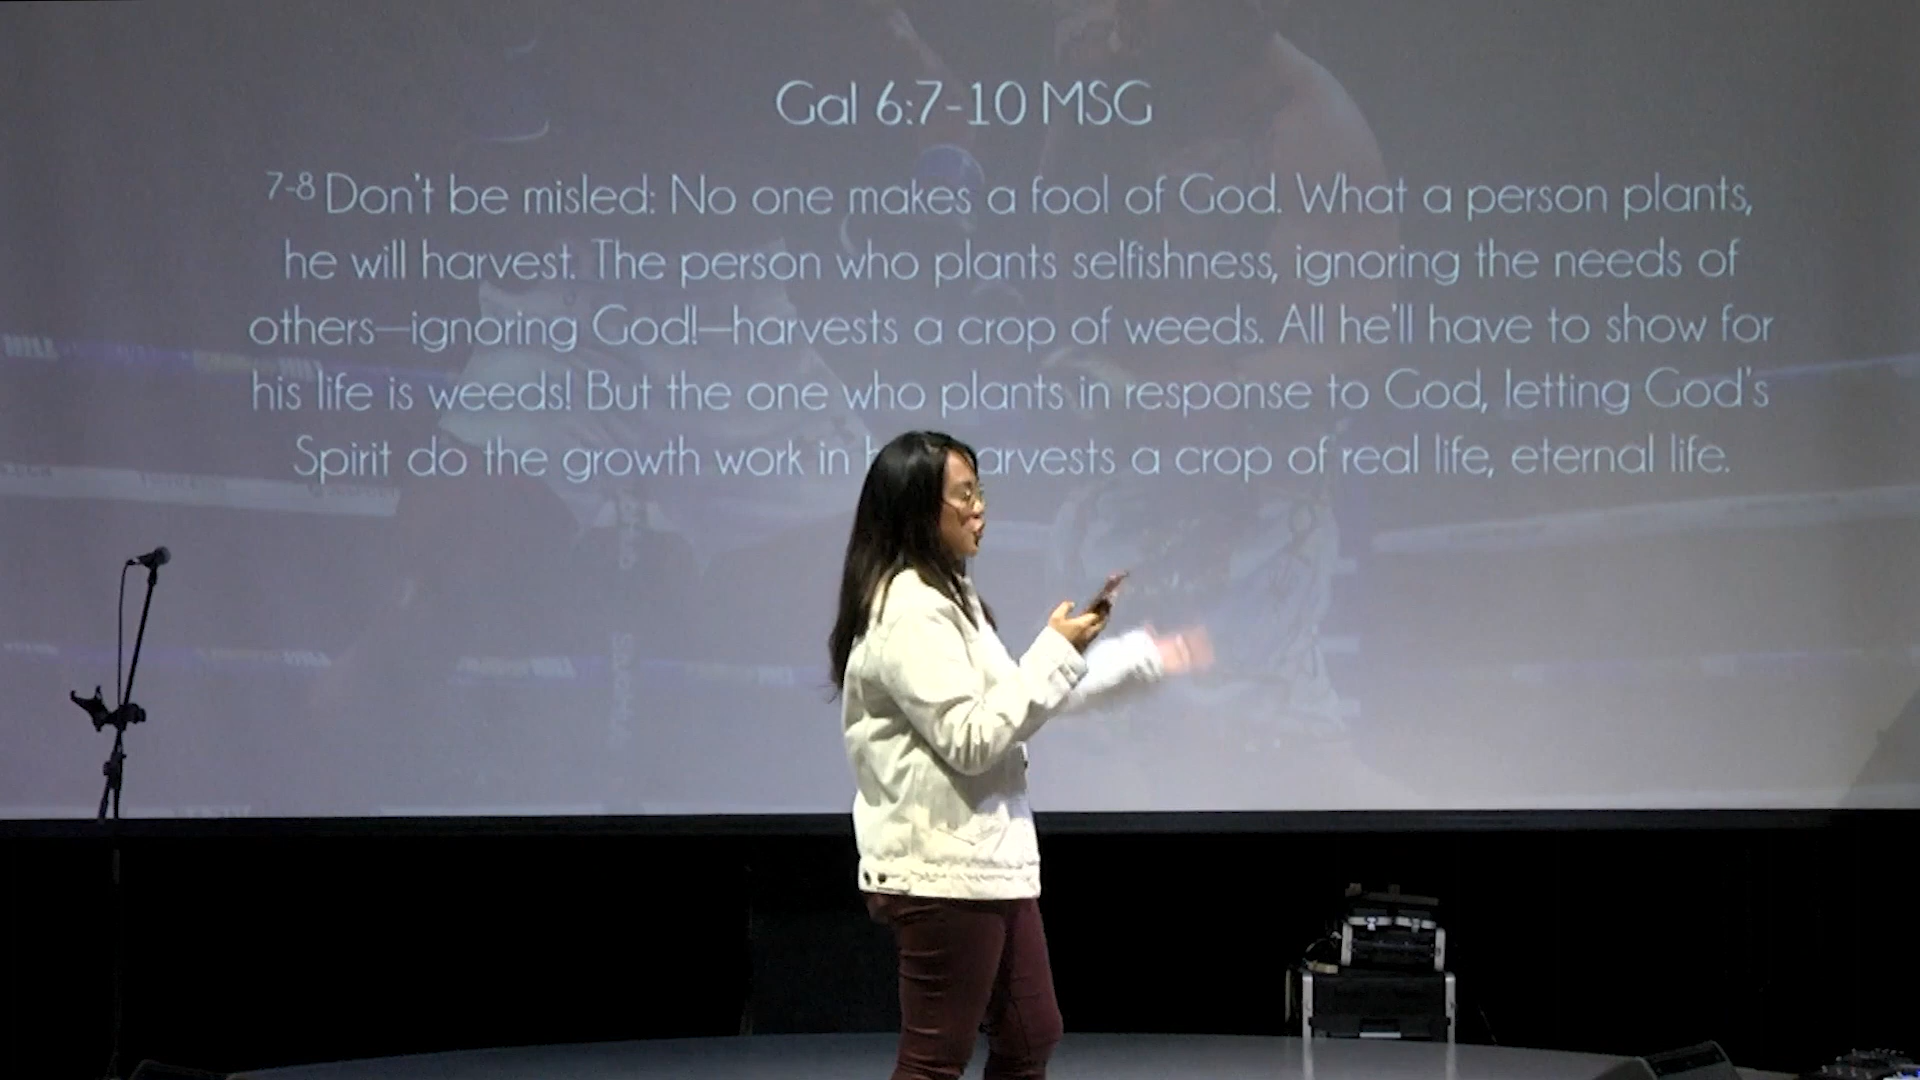 Gal 6:7-10 MSG
7-8 Don't be misled: No one makes a fool of God. What a person plants,
he will harvest. The person who plants selfishness, ignoring the needs of
others—ignoring God!—harvests a crop of weeds. All he'll have to show for
his life is weeds! But the one who plants in response to God, letting God's
Spirit do the growth work in arvests a crop of real life, eternal life.